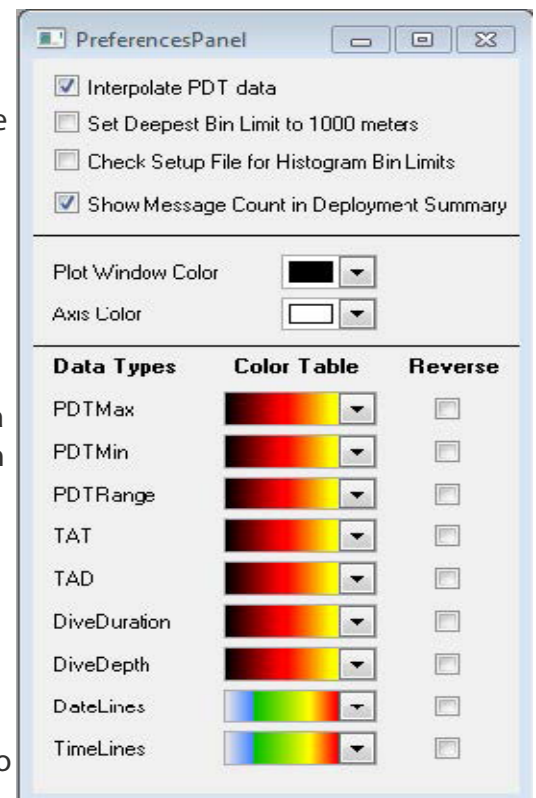 PreferencesPanel
Interpolate PDT data
Set Deepest Bin Limit to 1000 meters
Check Setup File for Histogram Bin Limits
Show Message Count in Deployment Summary
Plot Window Color
Axis Color
Data Types Color Table Reverse
PDTMax
PDTMin
PDTRange
TAT
TAD
DiveDuration
DiveDepth
DateLines
TimeLines